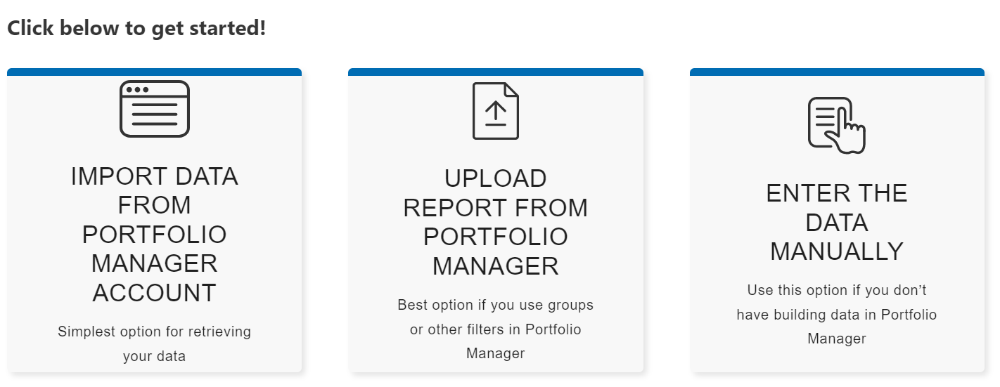 Click below to get started!
IMPORT DATA
FROM
PORTFOLIO
MANAGER
ACCOUNT
Simplest option for retrieving
your data
UPLOAD
REPORT FROM
PORTFOLIO
MANAGER
Best option if you use groups
or other filters in Portfolio
Manager
ENTER THE
DATA
MANUALLY
Use this option if you don’t
have building data in Portfolio
Manager